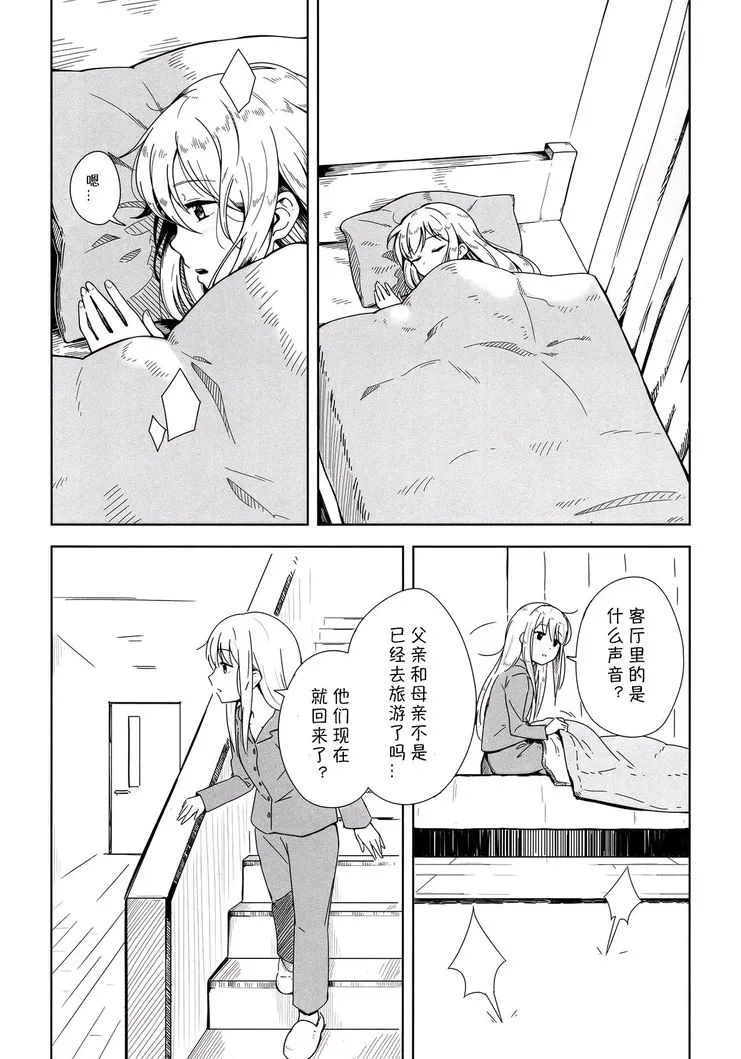 嗯…
客厅里的是
什么声音？
父亲和母亲不是
已经去旅游了吗…
他们现在
就回来了？